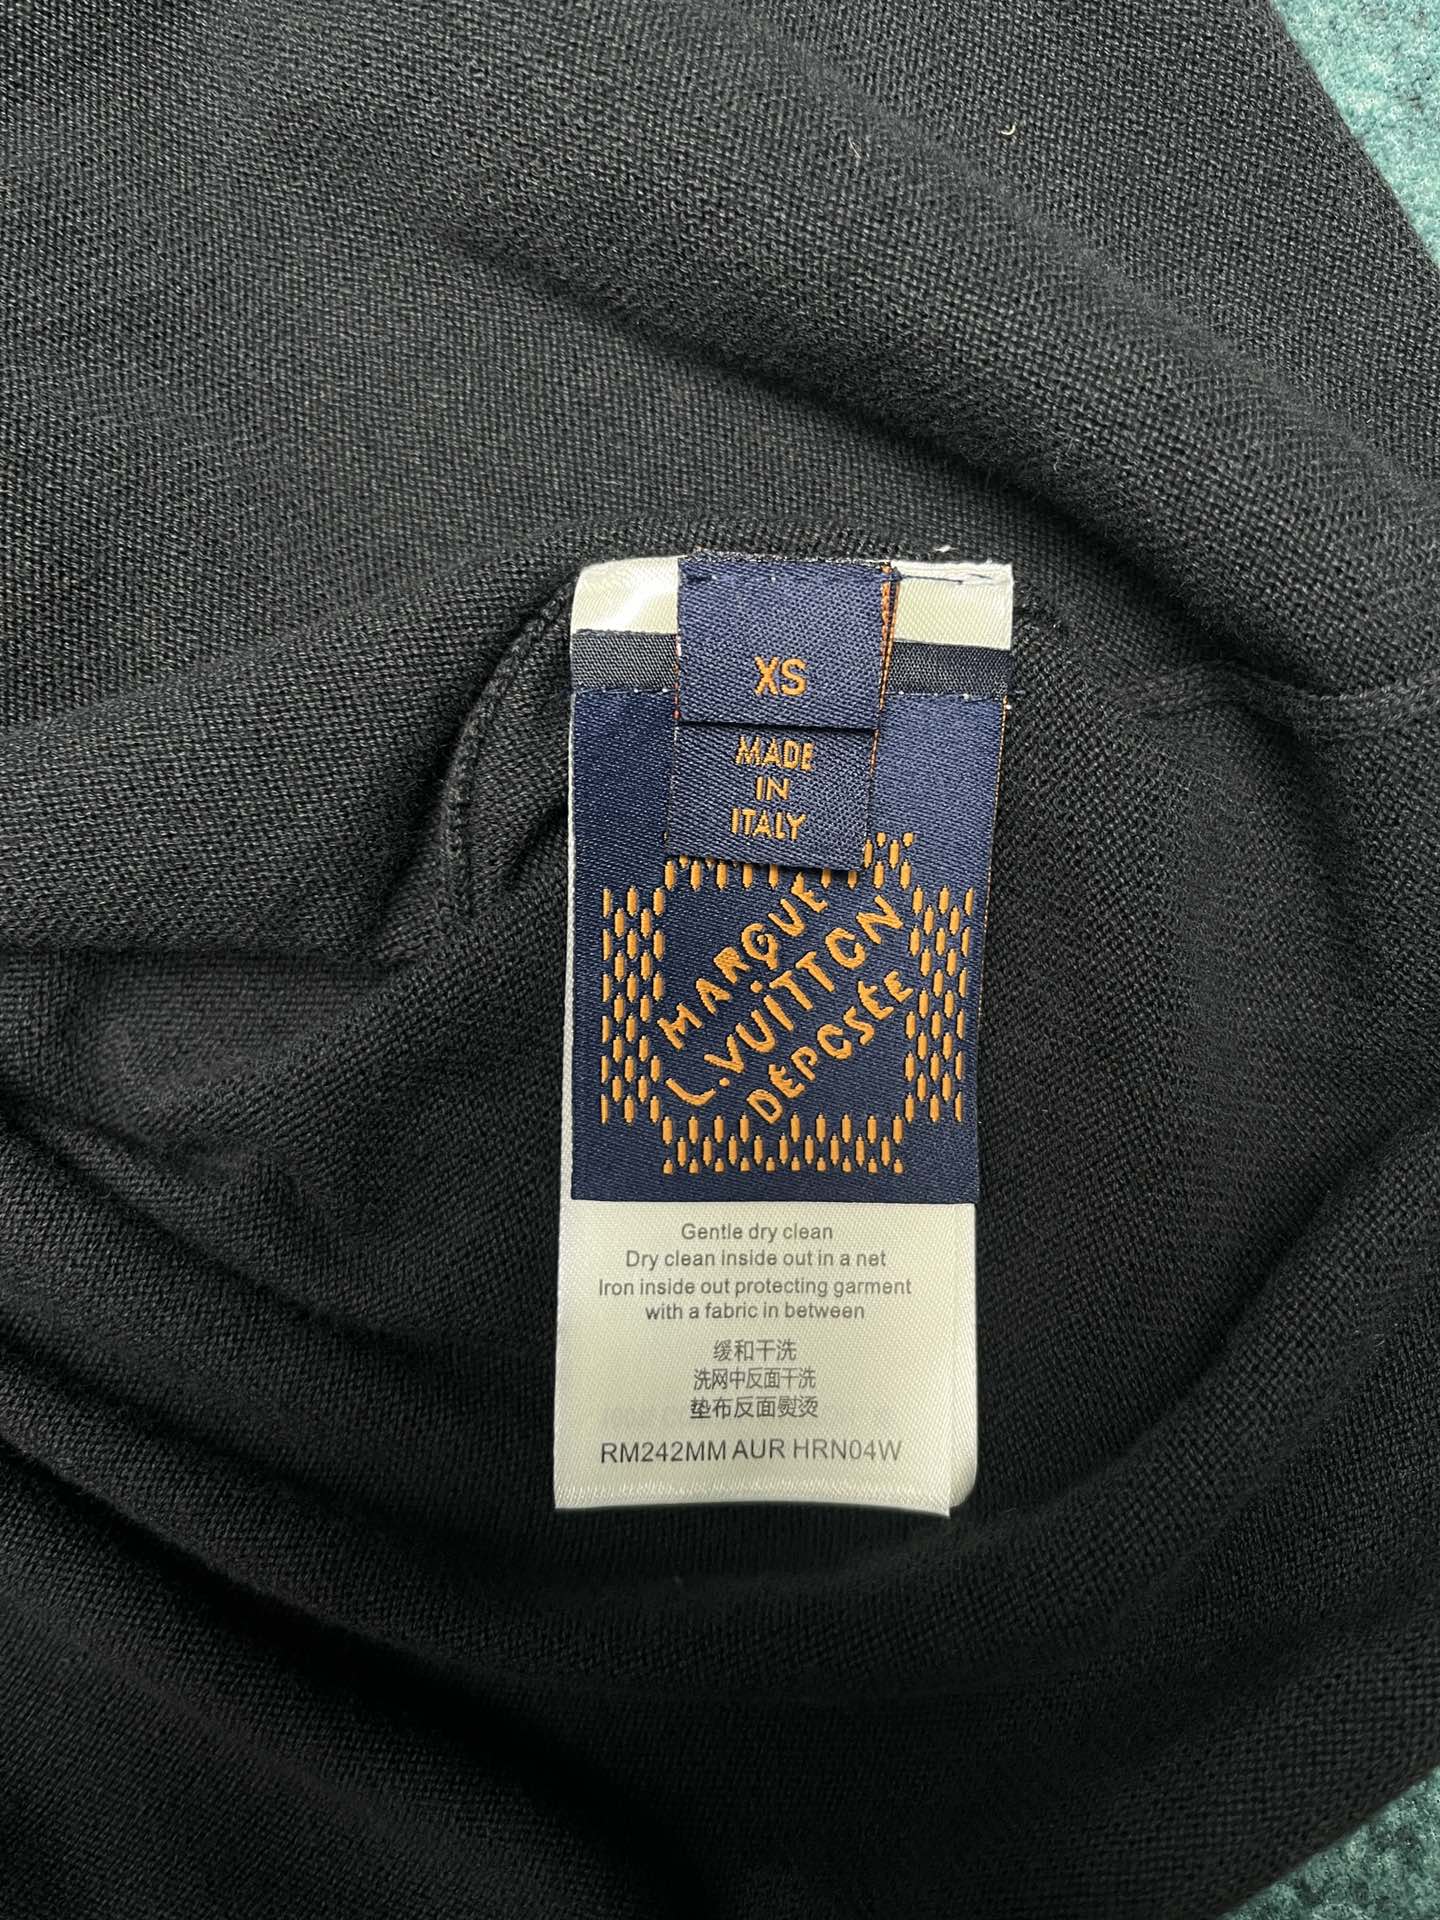 XS
MADE
IN
ITALY
MARQUE
L.VUITTON
DÉPOSÉE
Gentle dry clean
Dry clean inside out in a net
Iron inside out protecting garment
with a fabric in between
缓和干洗
洗网中反面干洗
垫布反面熨烫
RM242MM AUR HRN04W